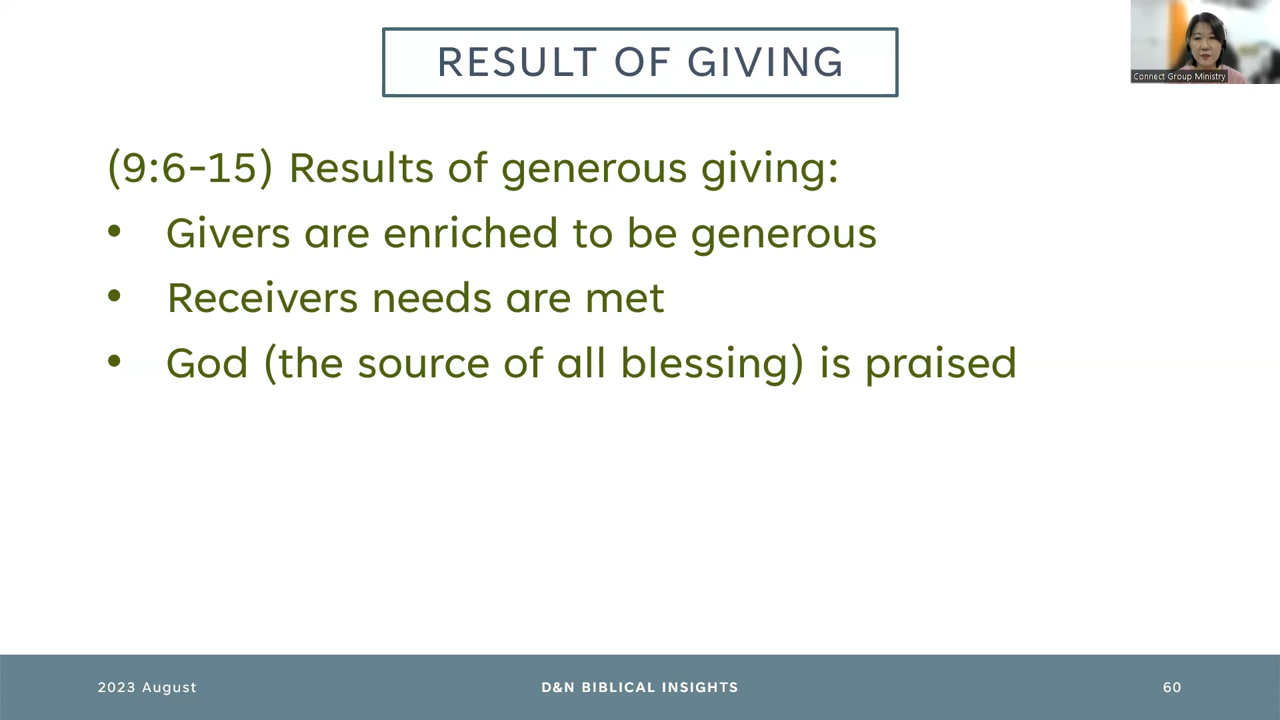 RESULT OF GIVING
Connect Group Ministry
(9:6-15) Results of generous giving:
• Givers are enriched to be generous
• Receivers needs are met
• God (the source of all blessing) is praised
2023 August
D&N BIBLICAL INSIGHTS
60